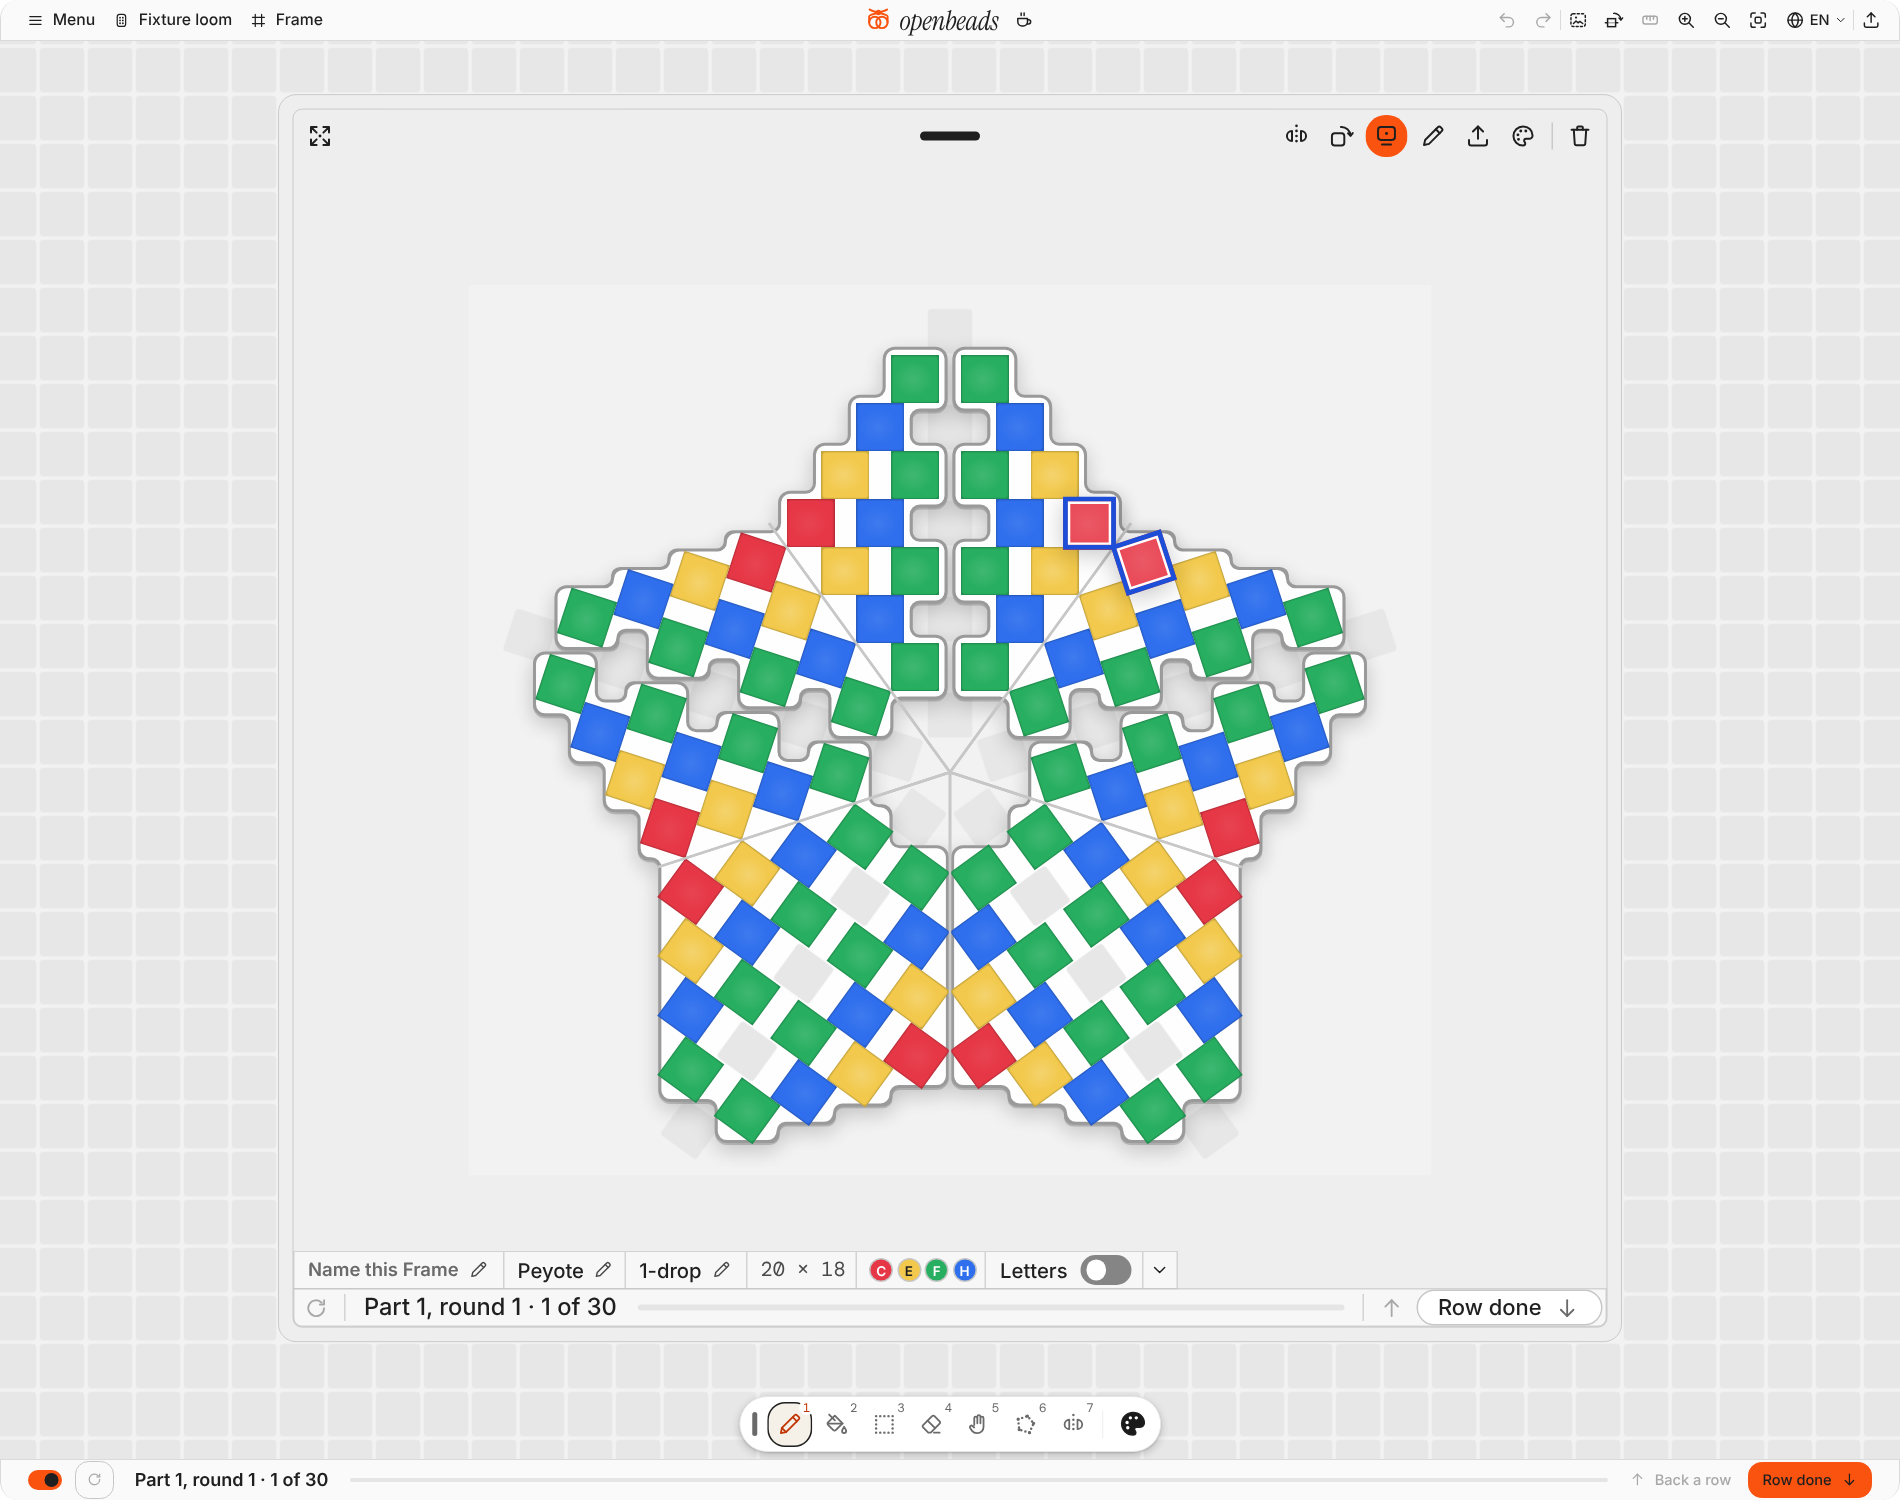 Menu
Fixture loom
Frame
openbeads
EN
Name this Frame
Peyote
1-drop
20 × 18
C E F H
Letters
Part 1, round 1 · 1 of 30
Row done
1 2 3 4 5 6 7
Part 1, round 1 · 1 of 30
Back a row
Row done